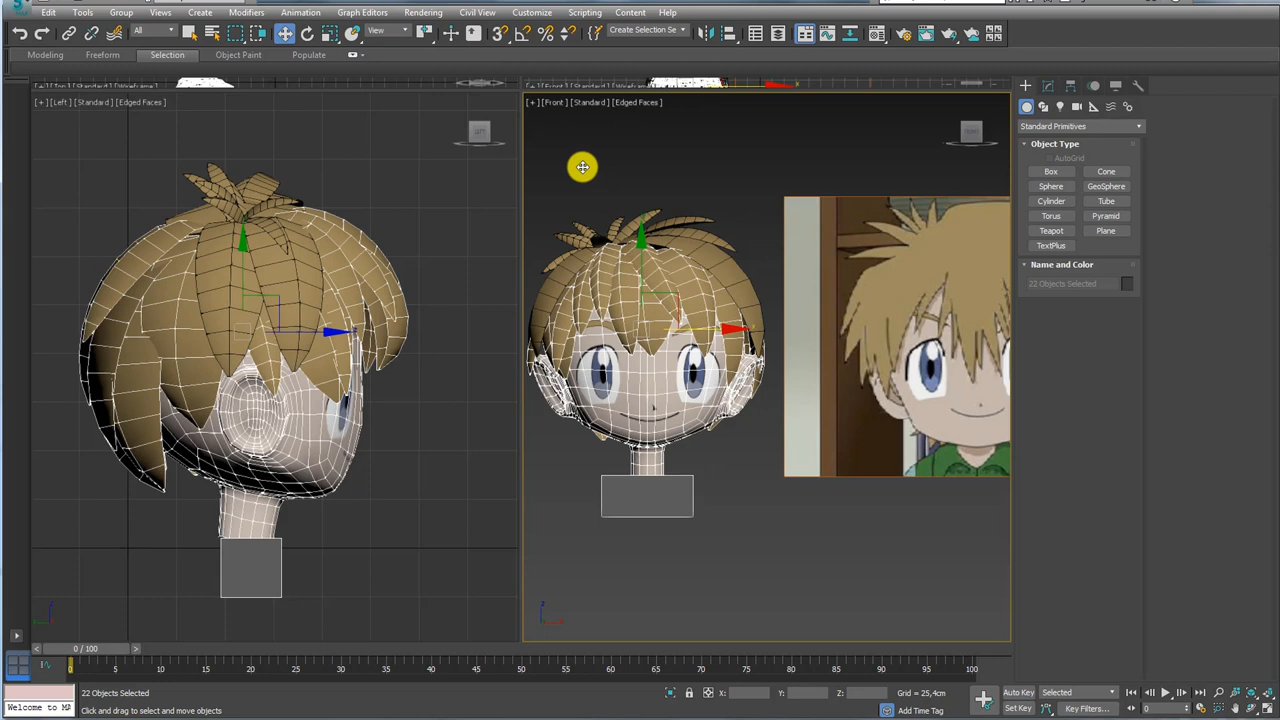 Edit Tools Group Views Create Modifiers Animation Graph Editors Rendering Civil View Customize Scripting Content Help
All View Create Selection Se
Modeling Freeform Selection Object Paint Populate
[+] [Left] [Standard] [Edged Faces]
[+] [Front] [Standard] [Edged Faces]
Standard Primitives
Object Type
AutoGrid
Box Cone
Sphere GeoSphere
Cylinder Tube
Torus Pyramid
Teapot Plane
TextPlus
Name and Color
22 Objects Selected
0 / 100
0 5 10 15 20 25 30 35 40 45 50 55 60 65 70 75 80 85 90 95 100
22 Objects Selected X: Y: Z: Grid = 25,4cm Auto Key Selected
Welcome to M Click and drag to select and move objects Add Time Tag Set Key Key Filters... 0